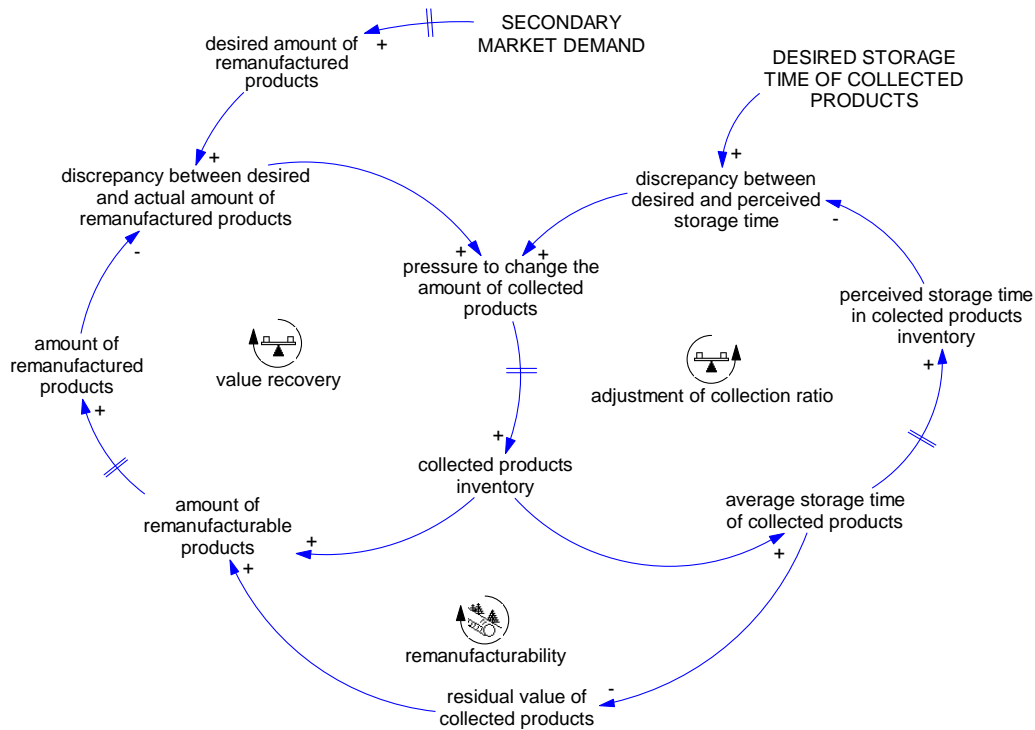 SECONDARY
MARKET DEMAND
+
desired amount of
remanufactured
products
DESIRED STORAGE
TIME OF COLLECTED
PRODUCTS
+
discrepancy between desired
and actual amount of
remanufactured products
-
+
discrepancy between
desired and perceived
storage time
-
+
+
pressure to change the
amount of collected
products
perceived storage time
in colected products
inventory
+
amount of
remanufactured
products
+
value recovery
adjustment of collection ratio
+
collected products
inventory
amount of
remanufacturable
products
+
+
average storage time
of collected products
+
remanufacturability
residual value of
collected products
-